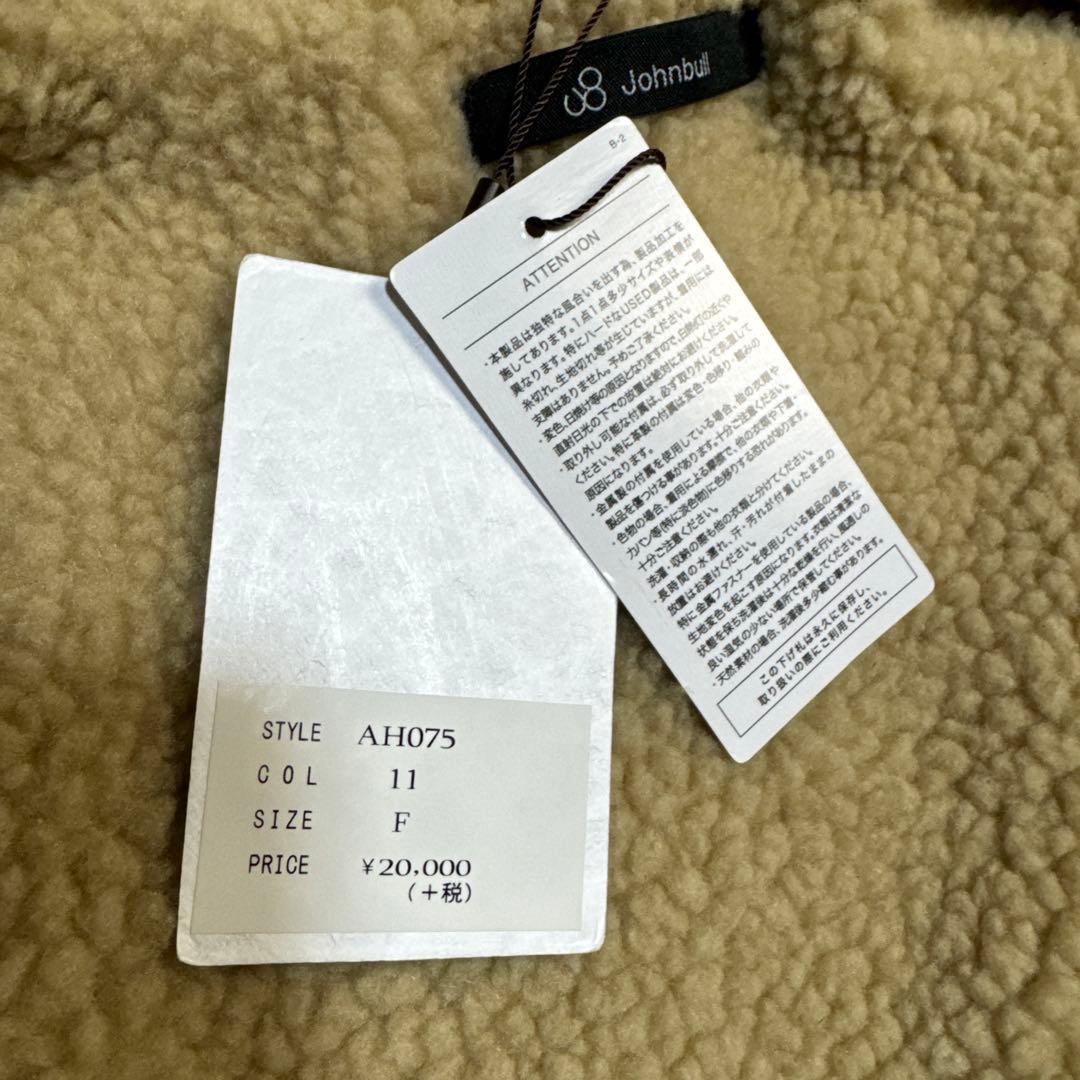 Johnbull
B-2
ATTENTION
・本製品は独特な風合いを出す為、製品加工を
施してあります。1点1点多少サイズや表情が
異なります。特にハードなUSED製品は、一部
糸切れ、生地切れ等が生じていますが、着用には
支障はありません。予めご了承ください。
・変色、日焼け等の原因となりますので、白熱灯の近くや
直射日光の下での放置は絶対にお避けください。
・取り外し可能な付属は、必ず取り外して洗濯して
ください。特に革製の付属は変色・色移り・縮みの
原因になります。
金属製の付属を使用している場合、他の衣類や
製品を傷つける事があります。十分ご注意ください。
・色物の場合、着用による摩擦で、他の衣類や下着・
カバン等(特に淡色物)に色移りする恐れがあります。
十分ご注意ください。
洗濯・収納の際も他の衣類と分けてください。
・長時間の水濡れ、汗・汚れが付着したままの
放置はお避けください。
特に金属ファスナーを使用している製品の場合、
生地変色を起こす原因になります。衣類は清潔な
状態を保ち洗濯後は十分な乾燥を行い、風通しの
良い湿気の少ない場所で保管してください。
・天然素材の場合、洗濯後多少縮む事があります。
この下げ札は永久に保存し、
取り扱いの際にご利用ください。
STYLE AH075
COL 11
SIZE F
PRICE ¥20,000
(+税)